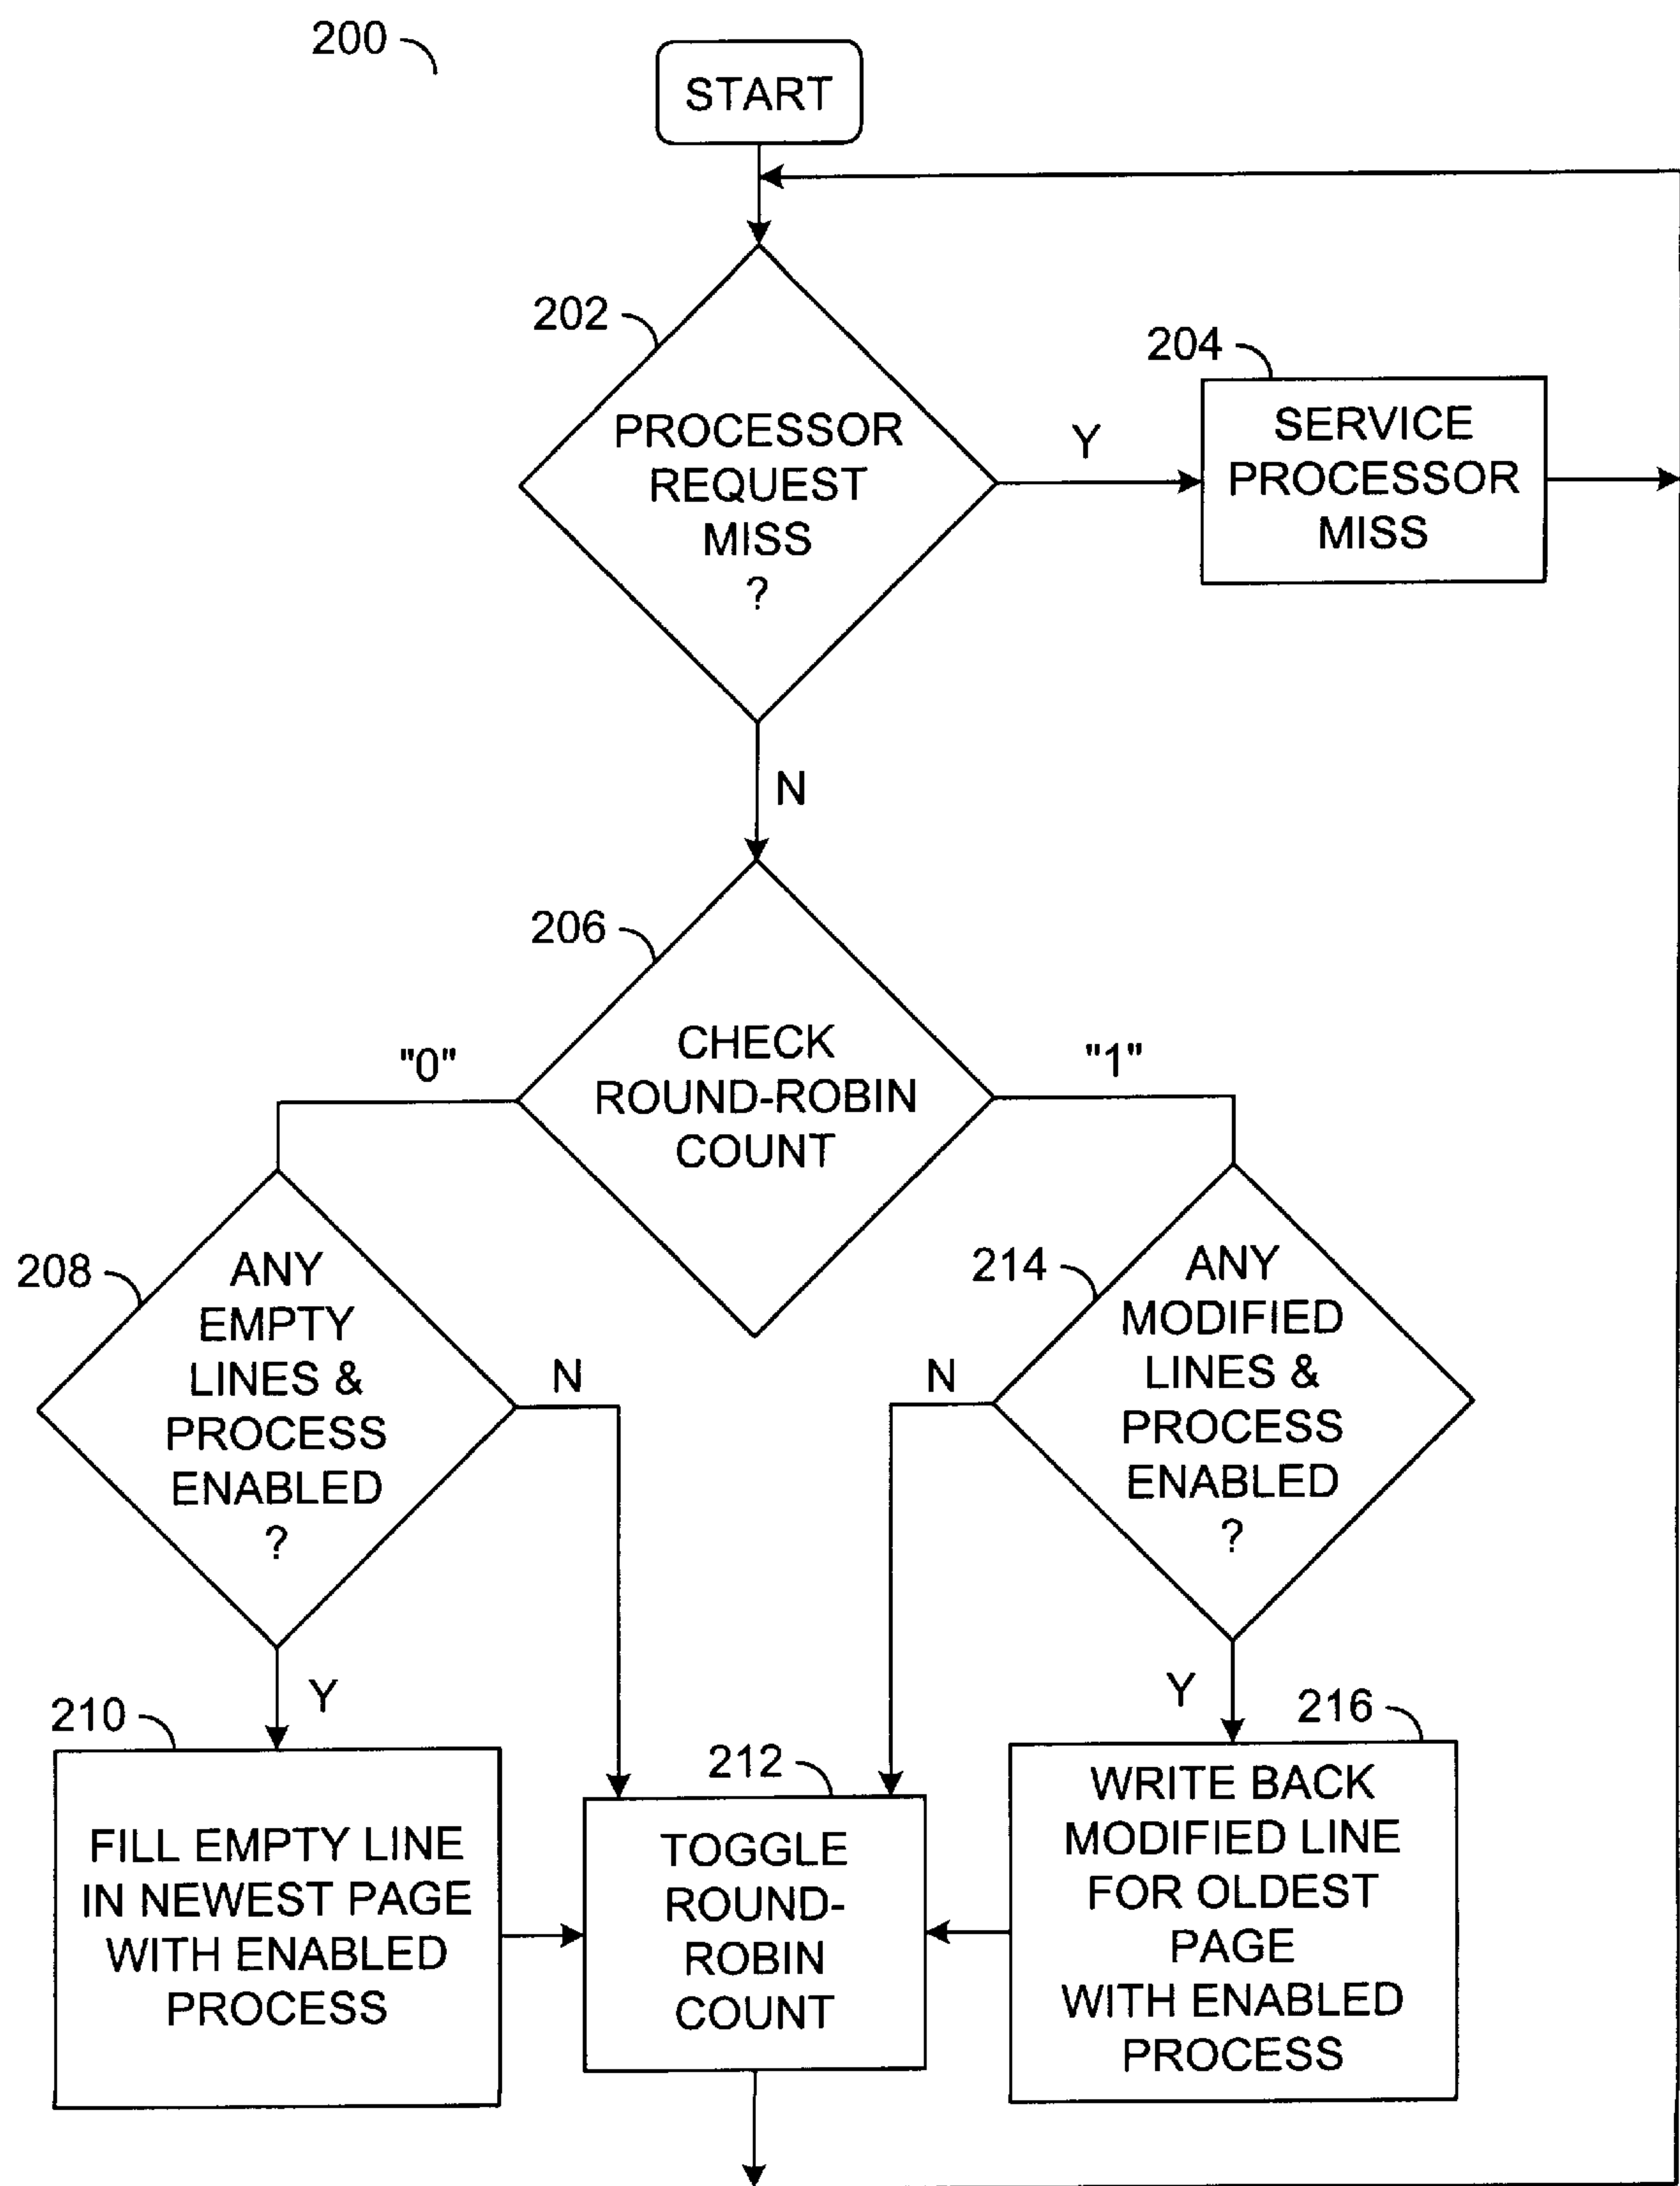 200
START
202
PROCESSOR
REQUEST
MISS
?
Y
204
SERVICE
PROCESSOR
MISS
N
206
CHECK
ROUND-ROBIN
COUNT
"0"
"1"
208
ANY
EMPTY
LINES &
PROCESS
ENABLED
?
N
Y
214
ANY
MODIFIED
LINES &
PROCESS
ENABLED
?
N
Y
210
FILL EMPTY LINE
IN NEWEST PAGE
WITH ENABLED
PROCESS
212
TOGGLE
ROUND-
ROBIN
COUNT
216
WRITE BACK
MODIFIED LINE
FOR OLDEST
PAGE
WITH ENABLED
PROCESS